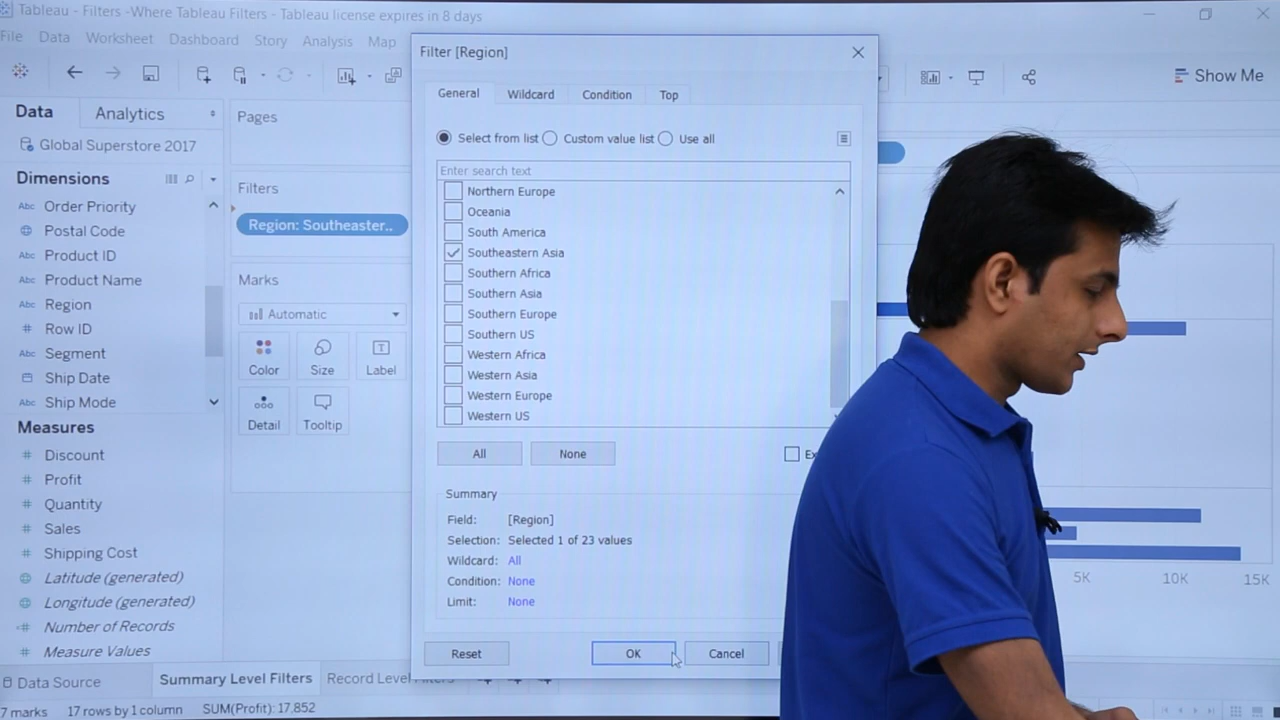 Tableau - Filters -Where Tableau Filters - Tableau license expires in 8 days
File Data Worksheet Dashboard Story Analysis Map
Show Me
Data Analytics
Global Superstore 2017
Dimensions
Abc Order Priority
Postal Code
Abc Product ID
Abc Product Name
Abc Region
# Row ID
Abc Segment
Ship Date
Abc Ship Mode
Measures
# Discount
# Profit
# Quantity
# Sales
# Shipping Cost
Latitude (generated)
Longitude (generated)
# Number of Records
# Measure Values
Pages
Filters
Region: Southeaster..
Marks
Automatic
Color Size Label
Detail Tooltip
Filter [Region]
General Wildcard Condition Top
Select from list Custom value list Use all
Enter search text
Northern Europe
Oceania
South America
Southeastern Asia
Southern Africa
Southern Asia
Southern Europe
Southern US
Western Africa
Western Asia
Western Europe
Western US
All None
Summary
Field: [Region]
Selection: Selected 1 of 23 values
Wildcard: All
Condition: None
Limit: None
Reset OK Cancel
5K 10K 15K
Data Source Summary Level Filters Record Level Filters
7 marks 17 rows by 1 column SUM(Profit): 17,852